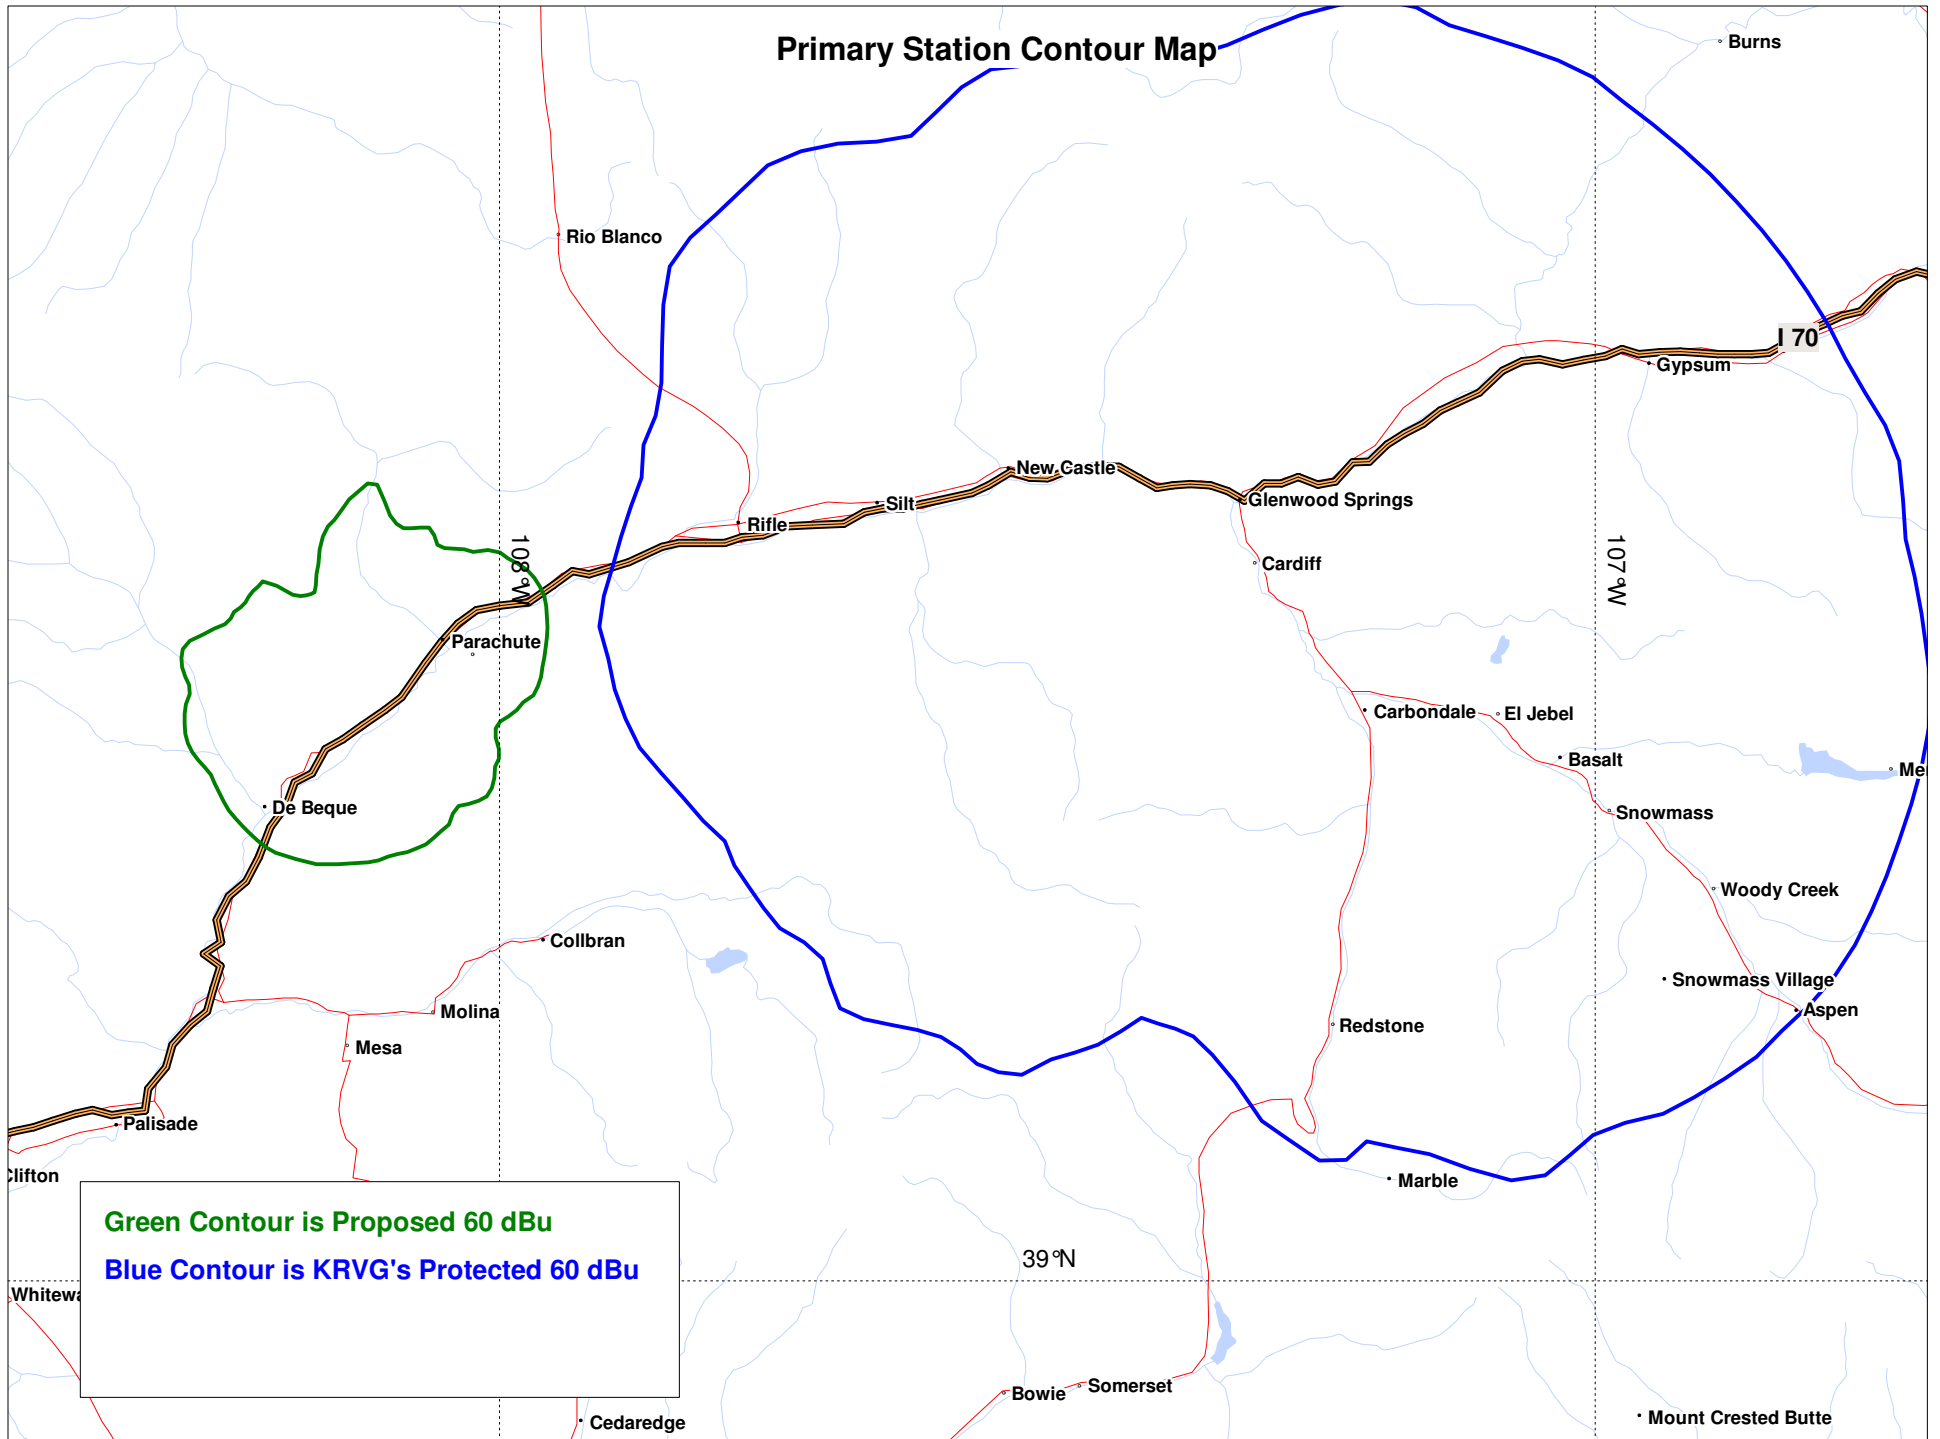 Primary Station Contour Map
Burns
Rio Blanco
I 70
Gypsum
New Castle
Glenwood Springs
Silt
Rifle
108°W
107°W
Cardiff
Parachute
Carbondale
El Jebel
Basalt
Me
De Beque
Snowmass
Woody Creek
Collbran
Snowmass Village
Molina
Aspen
Redstone
Mesa
Palisade
Clifton
Marble
Green Contour is Proposed 60 dBu
39°N
Blue Contour is KRVG's Protected 60 dBu
Whitewa
Somerset
Bowie
Cedaredge
Mount Crested Butte